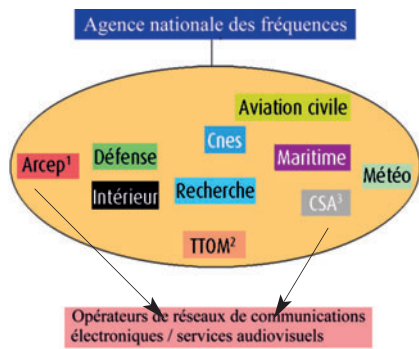 Agence nationale des fréquences
Aviation civile
Cnes
Défense
Maritime
Arcep¹
Météo
Intérieur
Recherche
CSA³
TTOM²
Opérateurs de réseaux de communications
électroniques / services audiovisuels